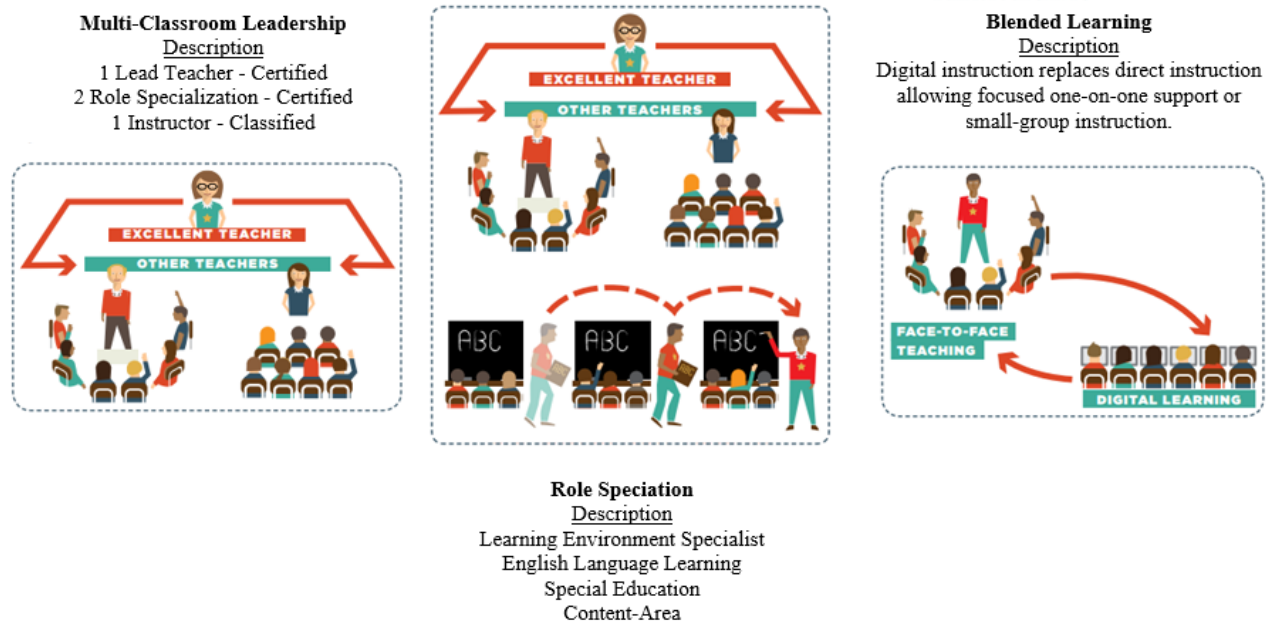 Multi-Classroom Leadership
Description
1 Lead Teacher - Certified
2 Role Specialization - Certified
1 Instructor - Classified
EXCELLENT TEACHER
OTHER TEACHERS
EXCELLENT TEACHER
OTHER TEACHERS
ABC
ABC
ABC
Role Speciation
Description
Learning Environment Specialist
English Language Learning
Special Education
Content-Area
Blended Learning
Description
Digital instruction replaces direct instruction
allowing focused one-on-one support or
small-group instruction.
FACE-TO-FACE
TEACHING
DIGITAL LEARNING